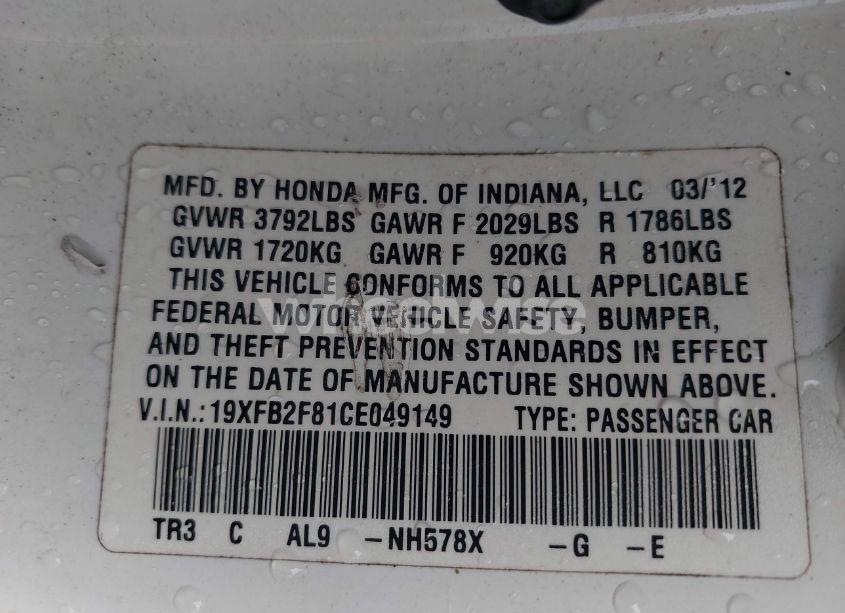 MFD. BY HONDA MFG. OF INDIANA, LLC 03/'12
GVWR 3792LBS GAWR F 2029LBS R 1786LBS
GVWR 1720KG GAWR F 920KG R 810KG
THIS VEHICLE CONFORMS TO ALL APPLICABLE
FEDERAL MOTOR VEHICLE SAFETY, BUMPER,
AND THEFT PREVENTION STANDARDS IN EFFECT
ON THE DATE OF MANUFACTURE SHOWN ABOVE.
V.I.N.:19XFB2F81CE049149 TYPE: PASSENGER CAR
TR3 C AL9 -NH578X -G -E
wheelwise